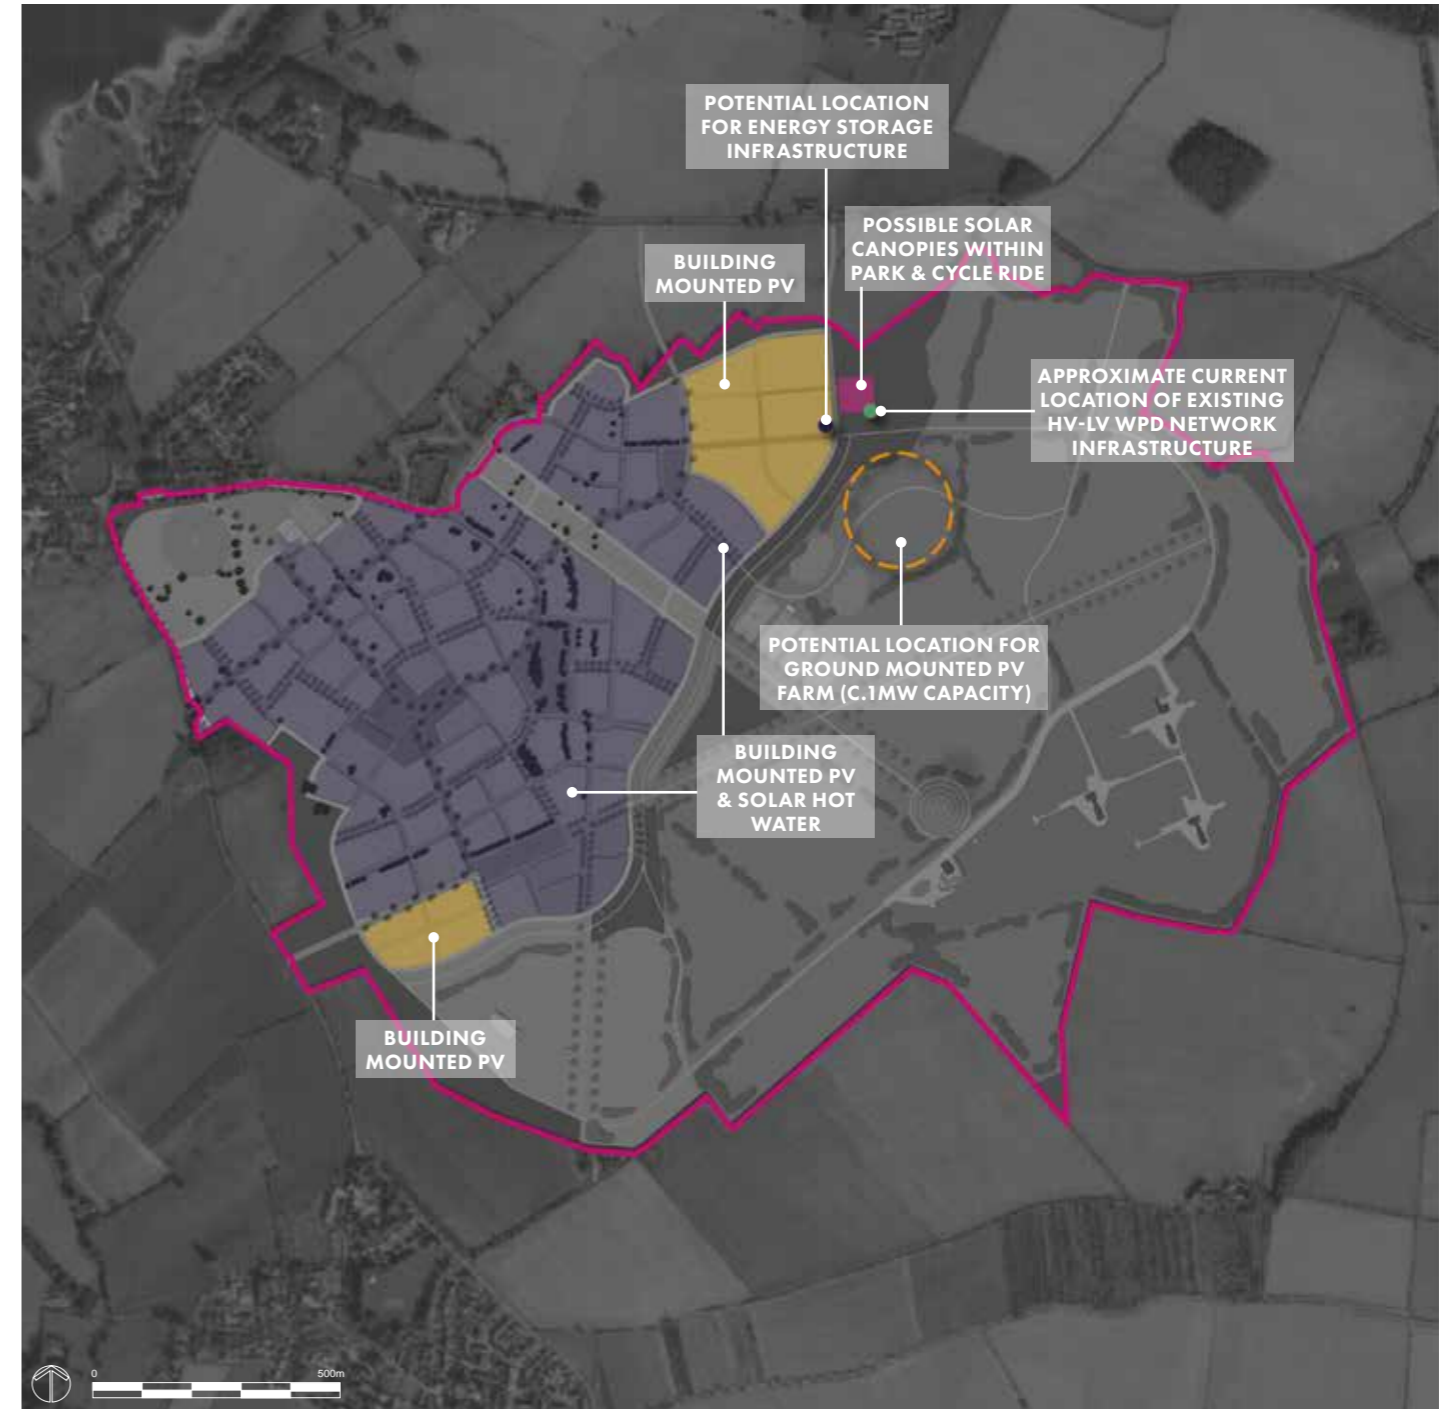 POTENTIAL LOCATION
FOR ENERGY STORAGE
INFRASTRUCTURE
POSSIBLE SOLAR
CANOPIES WITHIN
PARK & CYCLE RIDE
BUILDING
MOUNTED PV
APPROXIMATE CURRENT
LOCATION OF EXISTING
HV-LV WPD NETWORK
INFRASTRUCTURE
POTENTIAL LOCATION FOR
GROUND MOUNTED PV
FARM (C.1MW CAPACITY)
BUILDING
MOUNTED PV
& SOLAR HOT
WATER
BUILDING
MOUNTED PV
0 500m